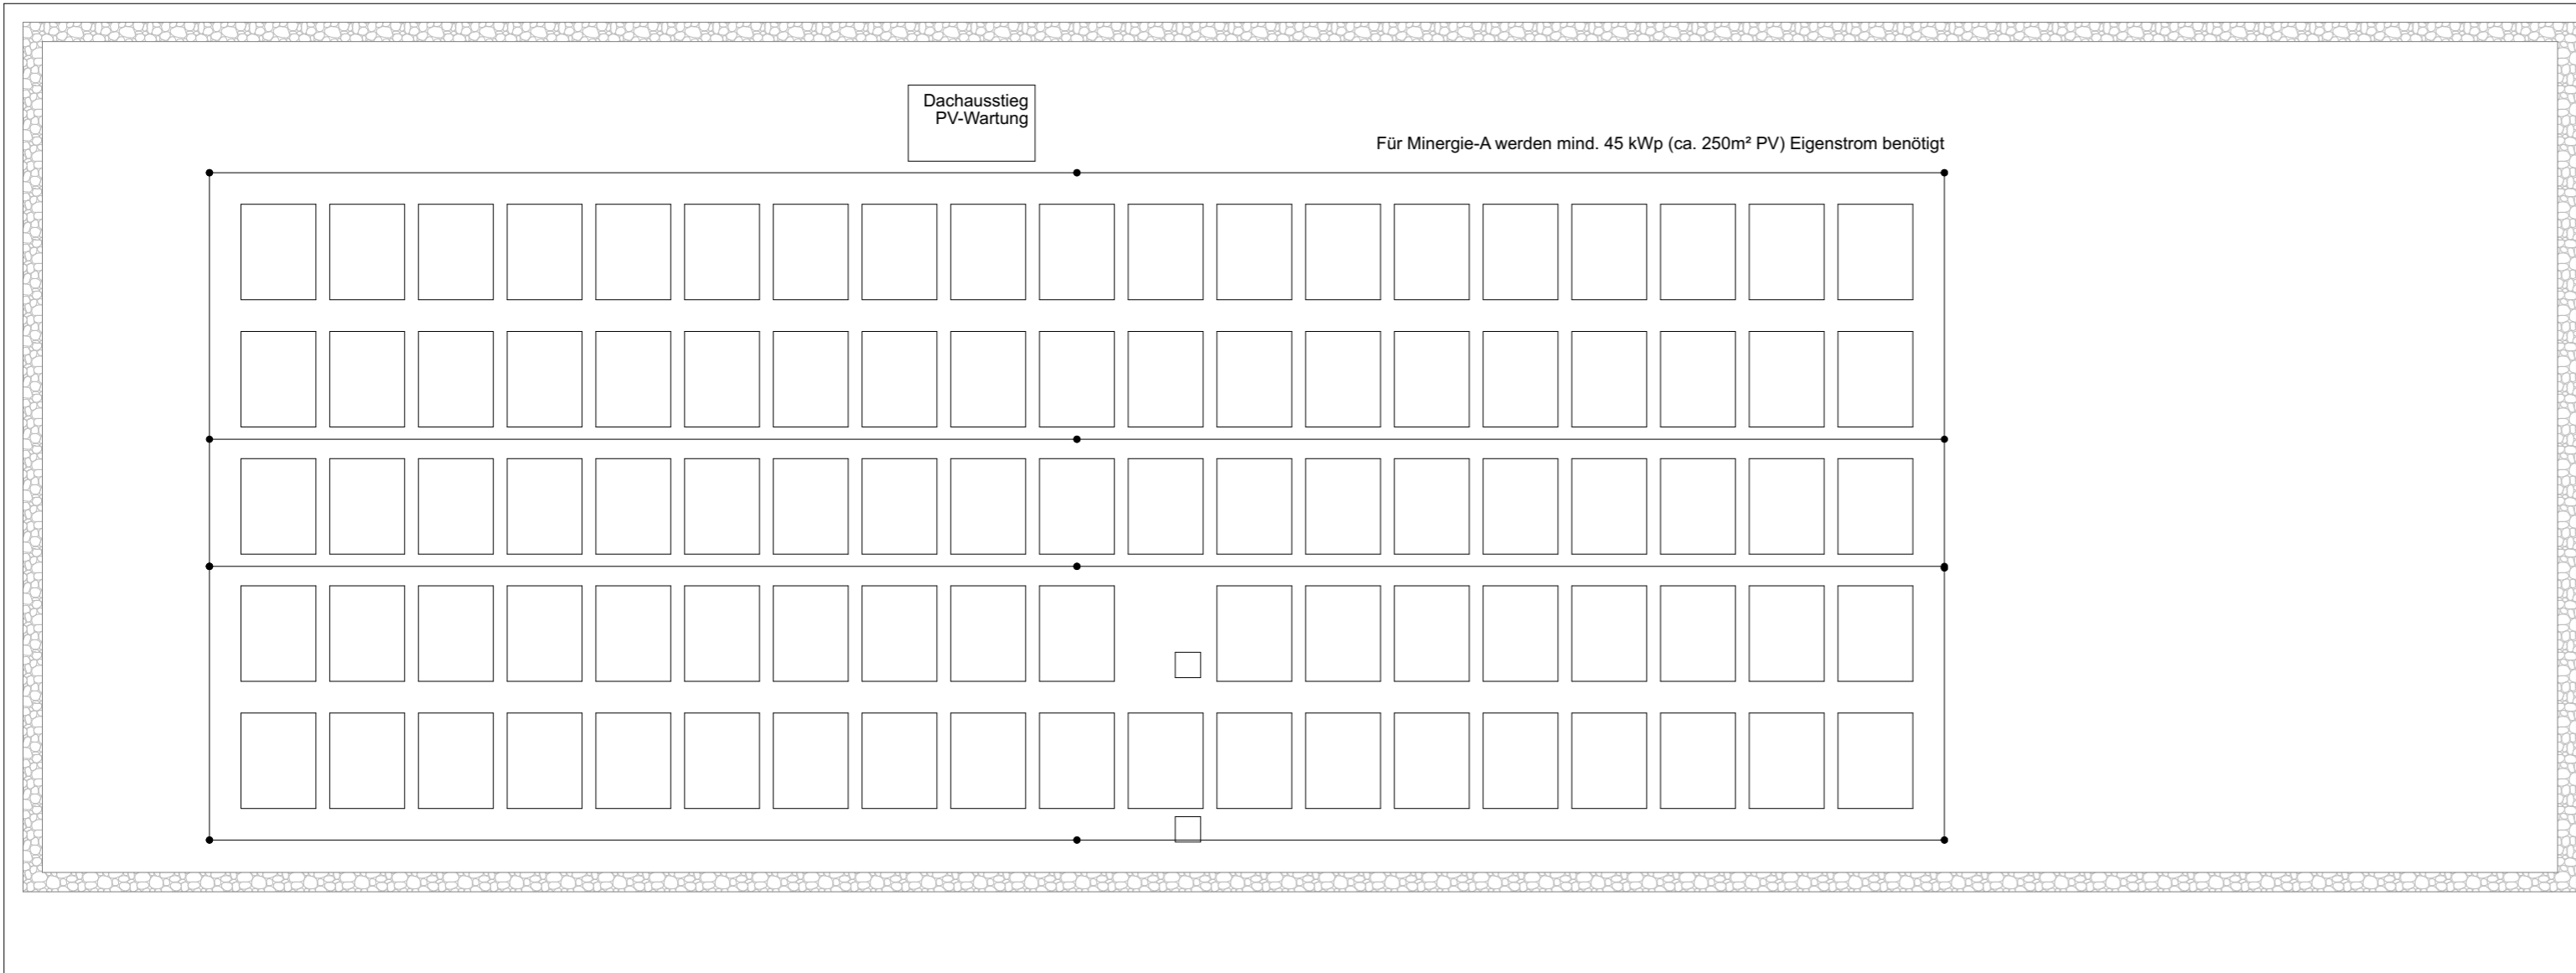 Dachausstieg
PV-Wartung
Für Minergie-A werden mind. 45 kWp (ca. 250m² PV) Eigenstrom benötigt